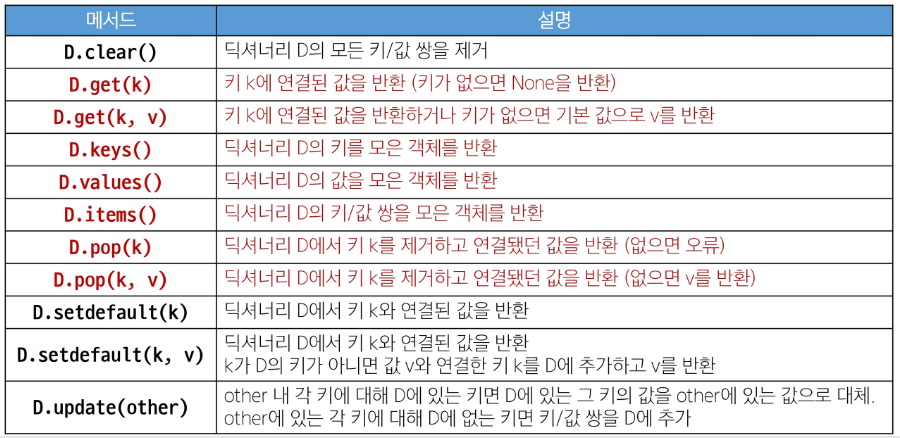 메서드 설명
D.clear() 딕셔너리 D의 모든 키/값 쌍을 제거
D.get(k) 키 k에 연결된 값을 반환 (키가 없으면 None을 반환)
D.get(k, v) 키 k에 연결된 값을 반환하거나 키가 없으면 기본 값으로 v를 반환
D.keys() 딕셔너리 D의 키를 모은 객체를 반환
D.values() 딕셔너리 D의 값을 모은 객체를 반환
D.items() 딕셔너리 D의 키/값 쌍을 모은 객체를 반환
D.pop(k) 딕셔너리 D에서 키 k를 제거하고 연결됐던 값을 반환 (없으면 오류)
D.pop(k, v) 딕셔너리 D에서 키 k를 제거하고 연결됐던 값을 반환 (없으면 v를 반환)
D.setdefault(k) 딕셔너리 D에서 키 k와 연결된 값을 반환
D.setdefault(k, v) 딕셔너리 D에서 키 k와 연결된 값을 반환
k가 D의 키가 아니면 값 v와 연결한 키 k를 D에 추가하고 v를 반환
D.update(other) other 내 각 키에 대해 D에 있는 키면 D에 있는 그 키의 값을 other에 있는 값으로 대체.
other에 있는 각 키에 대해 D에 없는 키면 키/값 쌍을 D에 추가